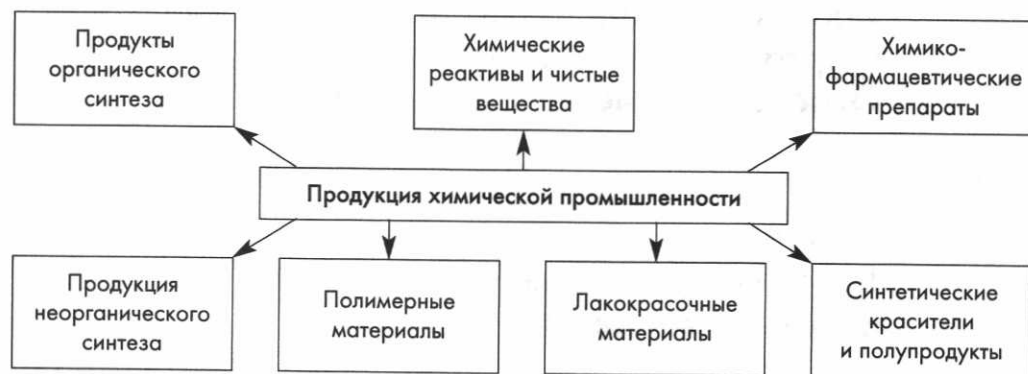 Продукты
органического
синтеза
Химические
реактивы и чистые
вещества
Химико-
фармацевтические
препараты
Продукция химической промышленности
Продукция
неорганического
синтеза
Полимерные
материалы
Лакокрасочные
материалы
Синтетические
красители
и полупродукты